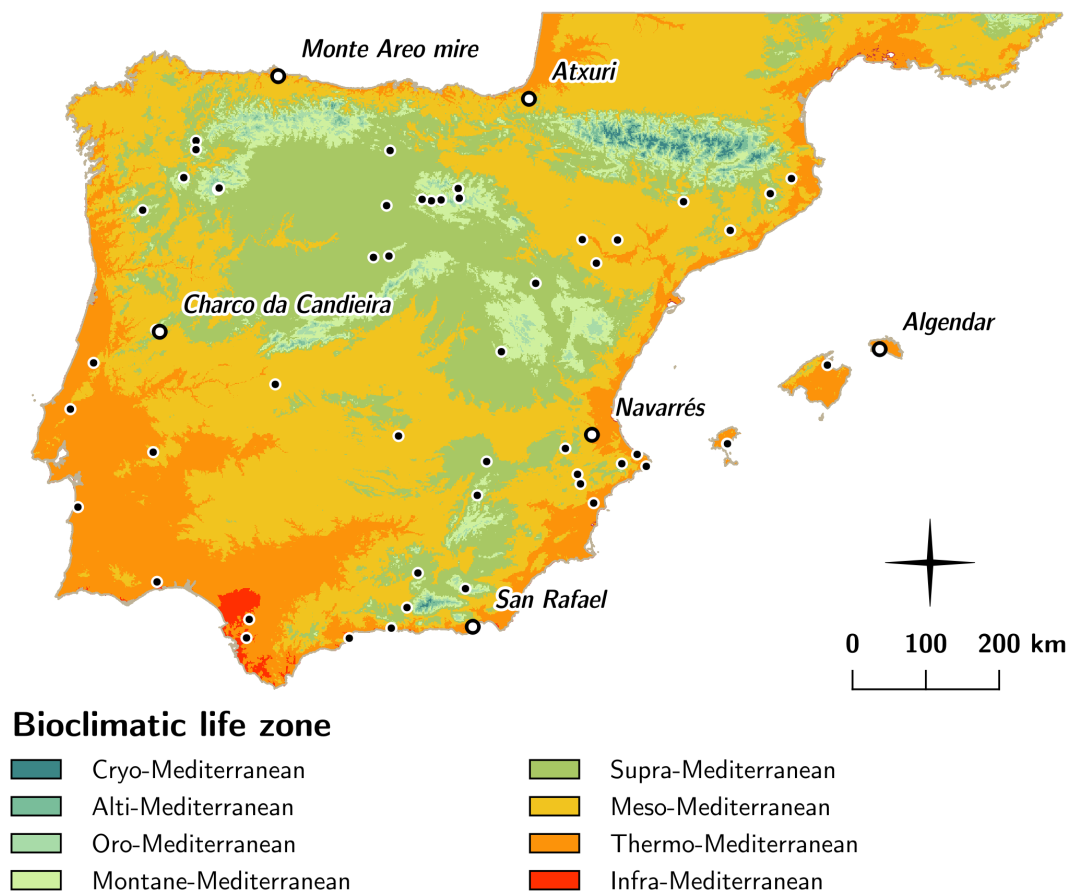 Monte Areo mire
Atxuri
Charco da Candieira
Algendar
Navarrés
San Rafael
0 100 200 km
Bioclimatic life zone
Cryo-Mediterranean
Alti-Mediterranean
Oro-Mediterranean
Montane-Mediterranean
Supra-Mediterranean
Meso-Mediterranean
Thermo-Mediterranean
Infra-Mediterranean